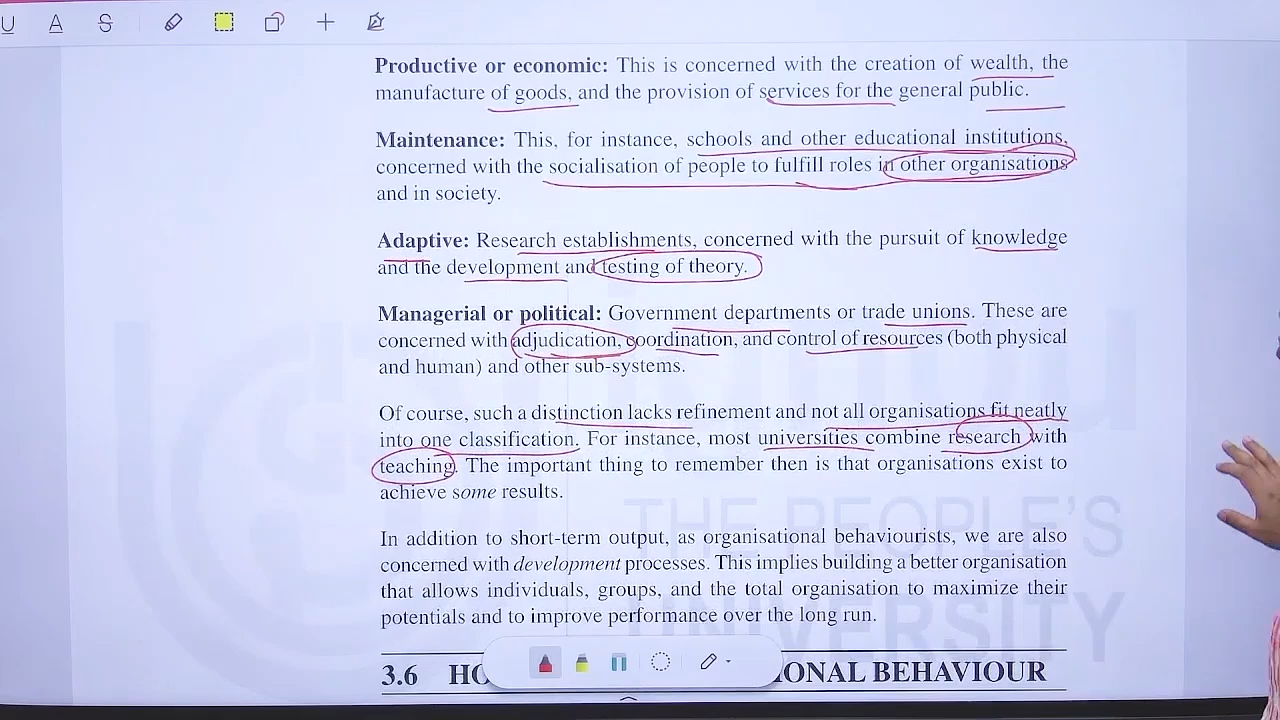 U A S
Productive or economic: This is concerned with the creation of wealth, the
manufacture of goods, and the provision of services for the general public.
Maintenance: This, for instance, schools and other educational institutions,
concerned with the socialisation of people to fulfill roles in other organisations
and in society.
Adaptive: Research establishments, concerned with the pursuit of knowledge
and the development and testing of theory.
Managerial or political: Government departments or trade unions. These are
concerned with adjudication, coordination, and control of resources (both physical
and human) and other sub-systems.
Of course, such a distinction lacks refinement and not all organisations fit neatly
into one classification. For instance, most universities combine research with
teaching. The important thing to remember then is that organisations exist to
achieve some results.
THE PEOPLE'S
In addition to short-term output, as organisational behaviourists, we are also
concerned with development processes. This implies building a better organisation
that allows individuals, groups, and the total organisation to maximize their
potentials and to improve performance over the long run.
UNIVERSITY
3.6 HO IONAL BEHAVIOUR